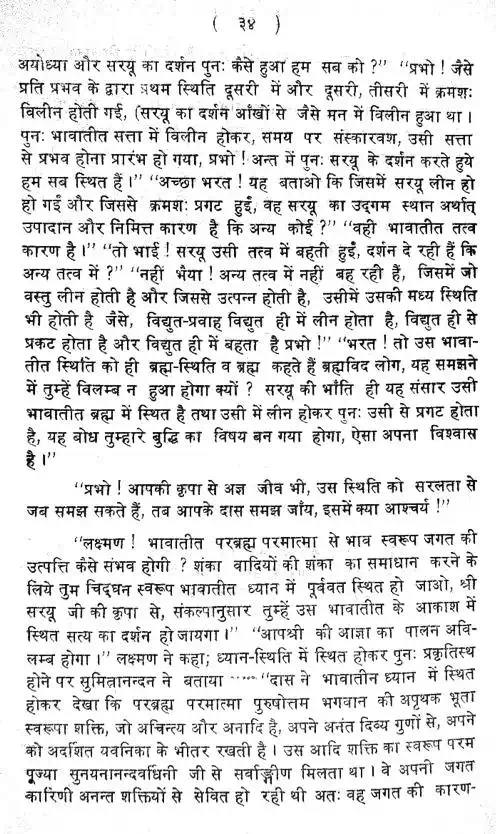 ( ३४ )
अयोध्या और सरयू का दर्शन पुनः कैसे हुआ हम सब को ?" "प्रभो ! जैसे
प्रति प्रभव के द्वारा प्रथम स्थिति दूसरी में और दूसरी, तीसरी में क्रमशः
विलीन होती गई, (सरयू का दर्शन आँखों से जैसे मन में विलीन हुआ था ।
पुनः भावातीत सत्ता में विलीन होकर, समय पर संस्कारवश, उसी सत्ता
से प्रभव होना प्रारंभ हो गया, प्रभो ! अन्त में पुनः सरयू के दर्शन करते हुये
हम सब स्थित हैं ।" "अच्छा भरत ! यह बताओ कि जिसमें सरयू लीन हो
हो गई और जिससे क्रमशः प्रगट हुई, वह सरयू का उद्गम स्थान अर्थात्
उपादान और निमित्त कारण है कि अन्य कोई ?" "वही भावातीत तत्व
कारण है ।" "तो भाई ! सरयू उसी तत्व में बहती हुई, दर्शन दे रही हैं कि
अन्य तत्व में ?" "नहीं भैया ! अन्य तत्व में नहीं बह रही हैं, जिसमें जो
वस्तु लीन होती है और जिससे उत्पन्न होती है, उसीमें उसकी मध्य स्थिति
भी होती है जैसे, विद्युत-प्रवाह विद्युत ही में लीन होता है, विद्युत ही से
प्रकट होता है और विद्युत ही में बहता है प्रभो !" "भरत ! तो उस भावा-
तीत स्थिति को ही ब्रह्म-स्थिति व ब्रह्म कहते हैं ब्रह्मविद लोग, यह समझने
में तुम्हें विलम्ब न हुआ होगा क्यों ? सरयू की भाँति ही यह संसार उसी
भावातीत ब्रह्म में स्थित है तथा उसी में लीन होकर पुनः उसी से प्रगट होता
है, यह बोध तुम्हारे बुद्धि का विषय बन गया होगा, ऐसा अपना विश्वास
है ।"
"प्रभो ! आपकी कृपा से अज्ञ जीव भी, उस स्थिति को सरलता से
जब समझ सकते हैं, तब आपके दास समझ जाँय, इसमें क्या आश्चर्य !"
"लक्ष्मण ! भावातीत परब्रह्म परमात्मा से भाव स्वरूप जगत की
उत्पत्ति कैसे संभव होगी ? शंका वादियों की शंका का समाधान करने के
लिये तुम चिद्घन स्वरूप भावातीत ध्यान में पूर्ववत स्थित हो जाओ, श्री
सरयू जी की कृपा से, संकल्पानुसार तुम्हें उस भावातीत के आकाश में
स्थित सत्य का दर्शन हो जायगा ।" "आपश्री की आज्ञा का पालन अवि-
लम्ब होगा ।" लक्ष्मण ने कहा; ध्यान-स्थिति में स्थित होकर पुनः प्रकृतिस्थ
होने पर सुमित्रानन्दन ने बताया ...... "दास ने भावातीत ध्यान में स्थित
होकर देखा कि परब्रह्म परमात्मा पुरुषोत्तम भगवान की अपृथक भूता
स्वरूपा शक्ति, जो अचिन्त्य और अनादि है, अपने अनंत दिव्य गुणों से, अपने
को अर्दाशत यवनिका के भीतर रखती है । उस आदि शक्ति का स्वरूप परम
पूज्या सुनयनानन्दवर्धिनी जी से सर्वाङ्गीण मिलता था । वे अपनी जगत
कारिणी अनन्त शक्तियों से सेवित हो रही थी अतः वह जगत की कारण-